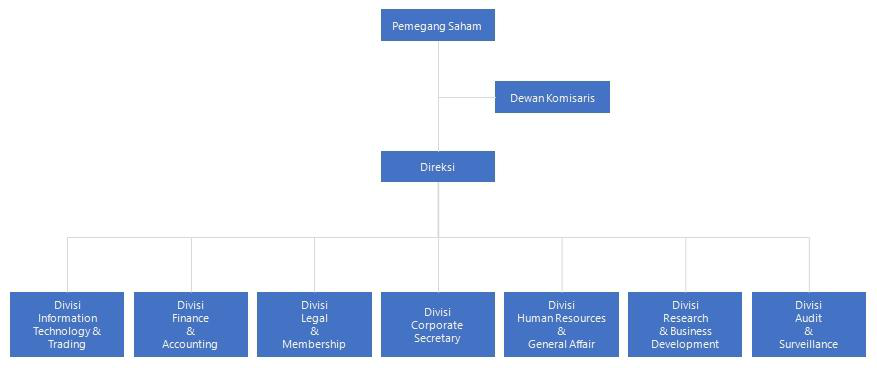 Pemegang Saham
Dewan Komisaris
Direksi
Divisi
Information
Technology &
Trading
Divisi
Finance
&
Accounting
Divisi
Legal
&
Membership
Divisi
Corporate
Secretary
Divisi
Human Resources
&
General Affair
Divisi
Research
& Business
Development
Divisi
Audit
&
Surveillance